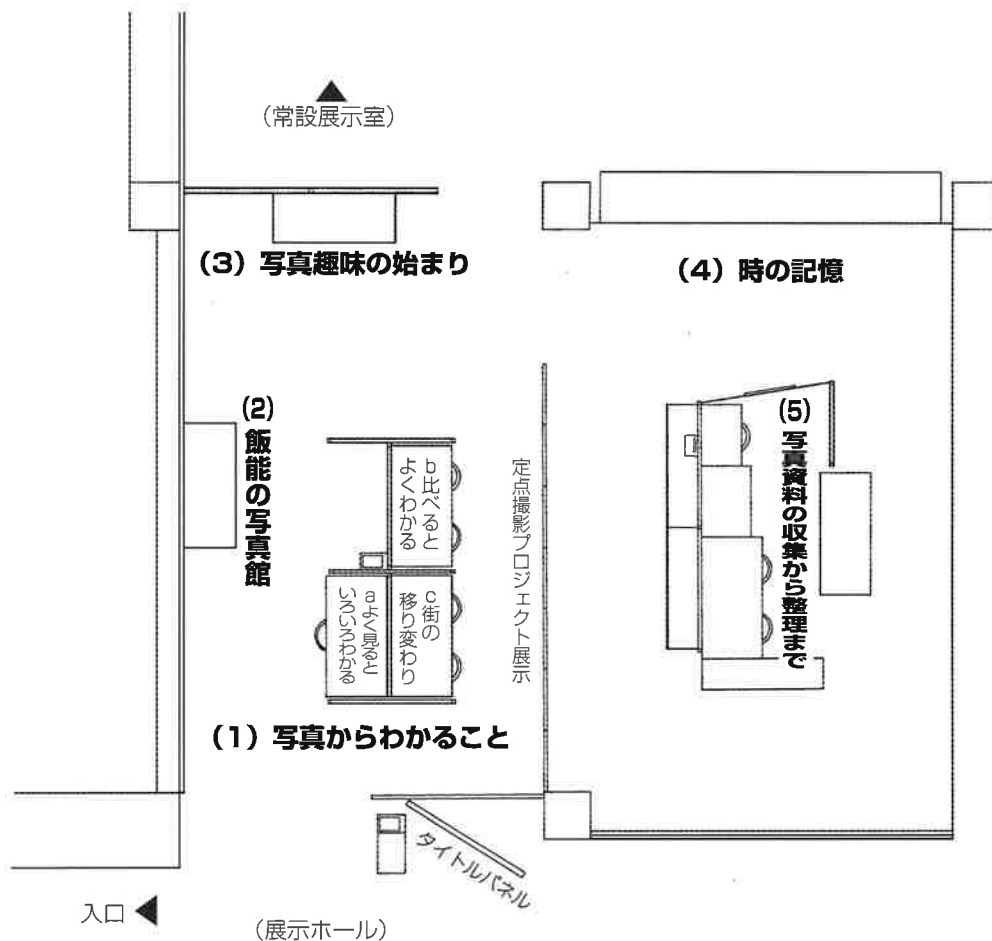 ▲
（常設展示室）
（3）写真趣味の始まり
（4）時の記憶
（2）飯能の写真館
b比べると
よくわかる
定点撮影プロジェクト展示
（5）写真資料の収集から整理まで
c街の
移り変わり
aよく見ると
いろいろわかる
（1）写真からわかること
タイトルパネル
入口 ◀
（展示ホール）